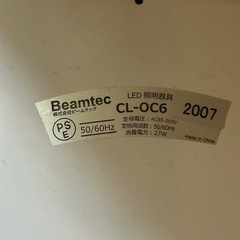 Beamtec
株式会社ビームテック
PS
E
50/60Hz
LED 照明器具
CL-OC6
定格電圧:AC85-265V
定格周波数:50/60Hz
消費電力:27W
2007
Made in China